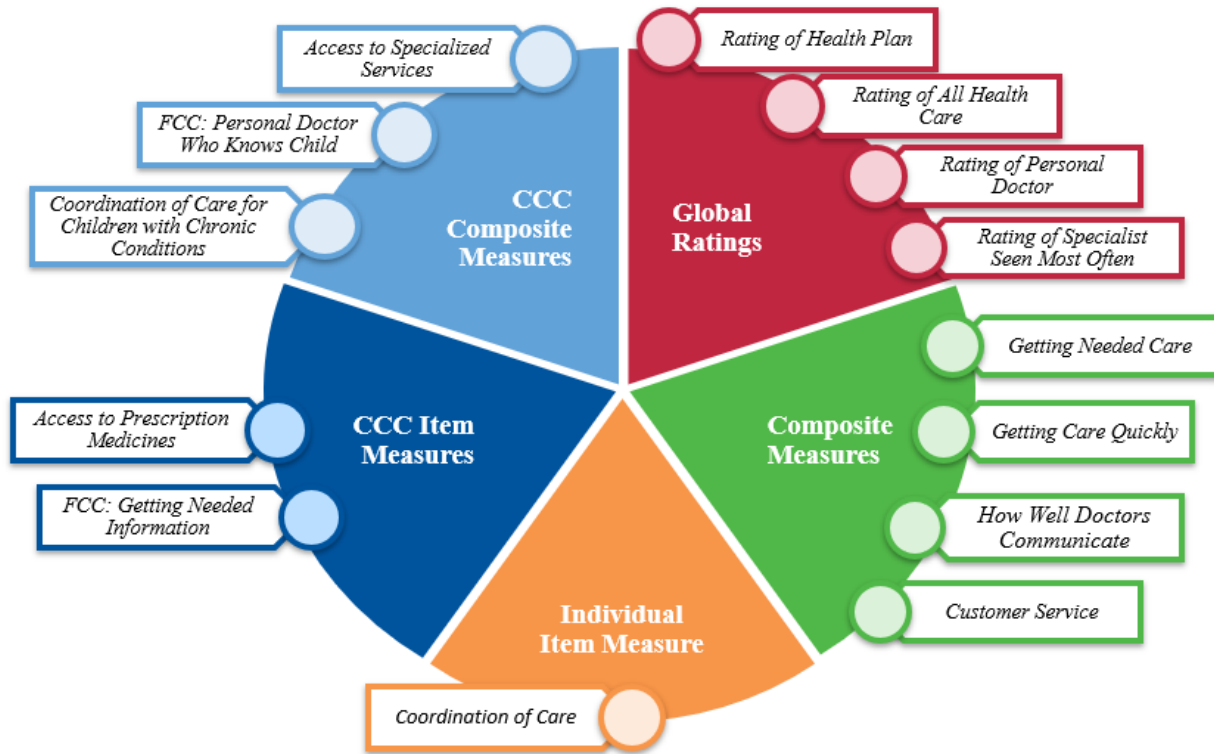 Access to Specialized
Services
FCC: Personal Doctor
Who Knows Child
Coordination of Care for
Children with Chronic
Conditions
CCC
Composite
Measures
Rating of Health Plan
Rating of All Health
Care
Rating of Personal
Doctor
Rating of Specialist
Seen Most Often
Global
Ratings
Getting Needed Care
Getting Care Quickly
How Well Doctors
Communicate
Customer Service
Composite
Measures
Access to Prescription
Medicines
FCC: Getting Needed
Information
CCC Item
Measures
Individual
Item Measure
Coordination of Care